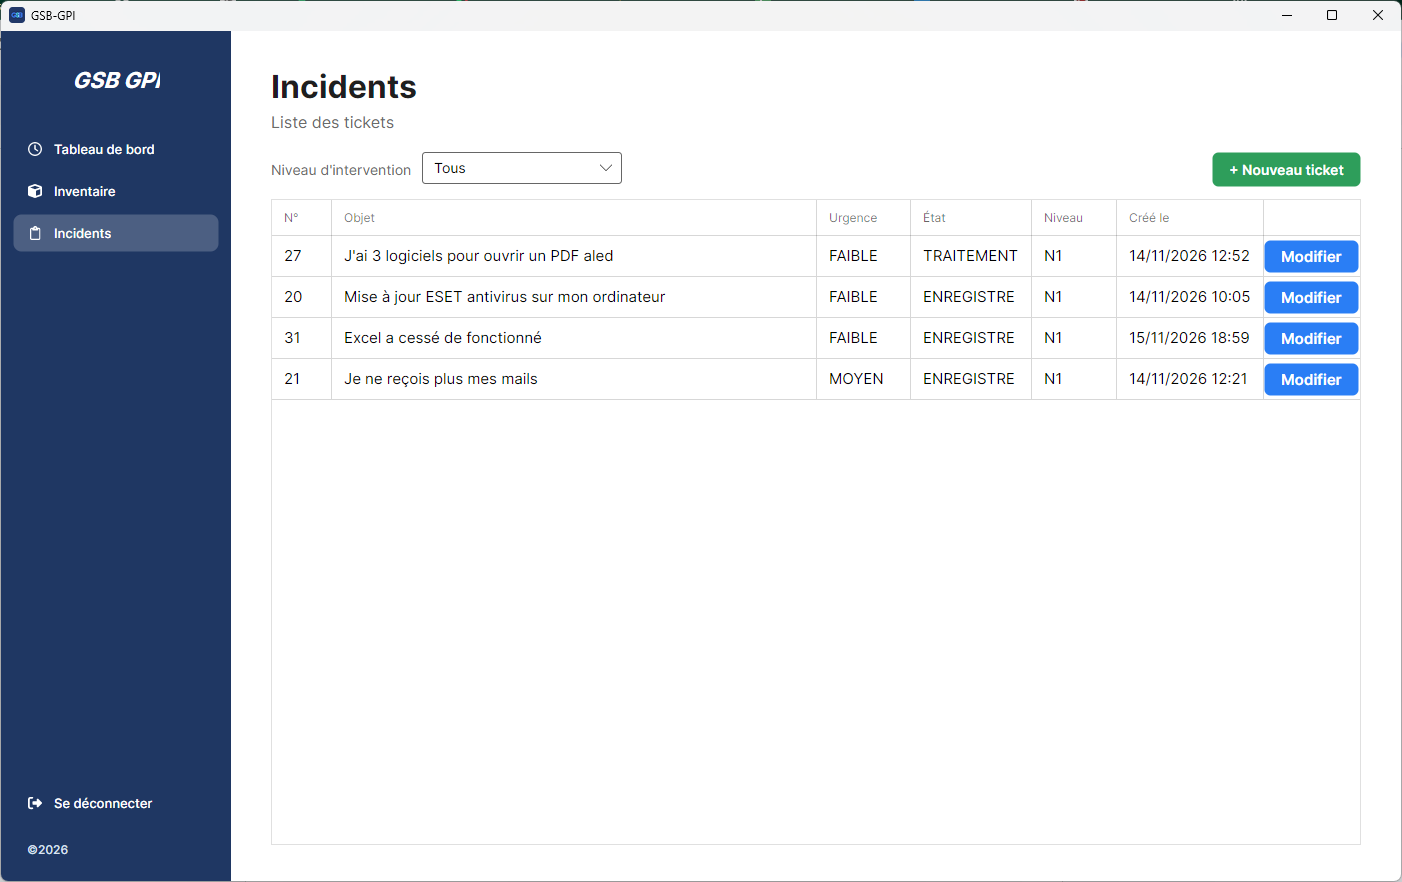 GSB-GPI
GSB GPI
Tableau de bord
Inventaire
Incidents
Se déconnecter
©2026
Incidents
Liste des tickets
Niveau d'intervention Tous
+ Nouveau ticket
N° Objet Urgence État Niveau Créé le
27 J'ai 3 logiciels pour ouvrir un PDF aled FAIBLE TRAITEMENT N1 14/11/2026 12:52 Modifier
20 Mise à jour ESET antivirus sur mon ordinateur FAIBLE ENREGISTRE N1 14/11/2026 10:05 Modifier
31 Excel a cessé de fonctionné FAIBLE ENREGISTRE N1 15/11/2026 18:59 Modifier
21 Je ne reçois plus mes mails MOYEN ENREGISTRE N1 14/11/2026 12:21 Modifier